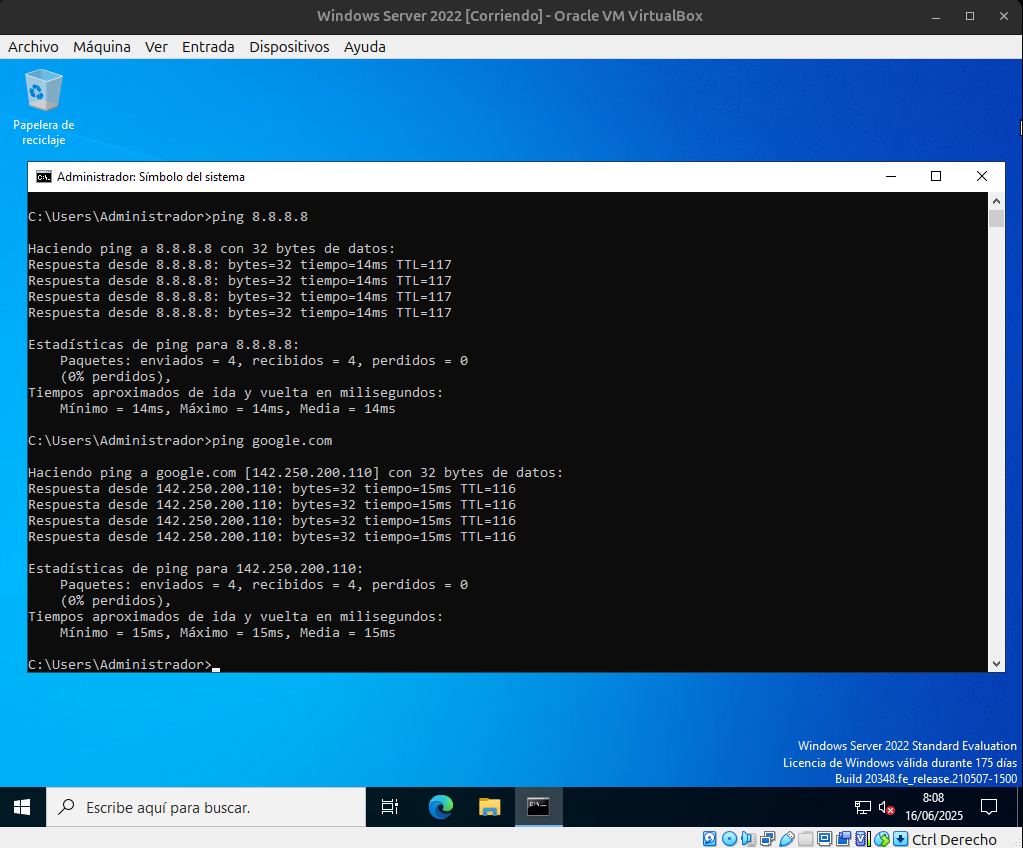 Windows Server 2022 [Corriendo] - Oracle VM VirtualBox
Archivo Máquina Ver Entrada Dispositivos Ayuda
Papelera de
reciclaje
Administrador: Símbolo del sistema
C:\Users\Administrador>ping 8.8.8.8
Haciendo ping a 8.8.8.8 con 32 bytes de datos:
Respuesta desde 8.8.8.8: bytes=32 tiempo=14ms TTL=117
Respuesta desde 8.8.8.8: bytes=32 tiempo=14ms TTL=117
Respuesta desde 8.8.8.8: bytes=32 tiempo=14ms TTL=117
Respuesta desde 8.8.8.8: bytes=32 tiempo=14ms TTL=117
Estadísticas de ping para 8.8.8.8:
Paquetes: enviados = 4, recibidos = 4, perdidos = 0
(0% perdidos),
Tiempos aproximados de ida y vuelta en milisegundos:
Mínimo = 14ms, Máximo = 14ms, Media = 14ms
C:\Users\Administrador>ping google.com
Haciendo ping a google.com [142.250.200.110] con 32 bytes de datos:
Respuesta desde 142.250.200.110: bytes=32 tiempo=15ms TTL=116
Respuesta desde 142.250.200.110: bytes=32 tiempo=15ms TTL=116
Respuesta desde 142.250.200.110: bytes=32 tiempo=15ms TTL=116
Respuesta desde 142.250.200.110: bytes=32 tiempo=15ms TTL=116
Estadísticas de ping para 142.250.200.110:
Paquetes: enviados = 4, recibidos = 4, perdidos = 0
(0% perdidos),
Tiempos aproximados de ida y vuelta en milisegundos:
Mínimo = 15ms, Máximo = 15ms, Media = 15ms
C:\Users\Administrador>
Windows Server 2022 Standard Evaluation
Licencia de Windows válida durante 175 días
Build 20348.fe_release.210507-1500
Escribe aquí para buscar.
8:08
16/06/2025
Ctrl Derecho